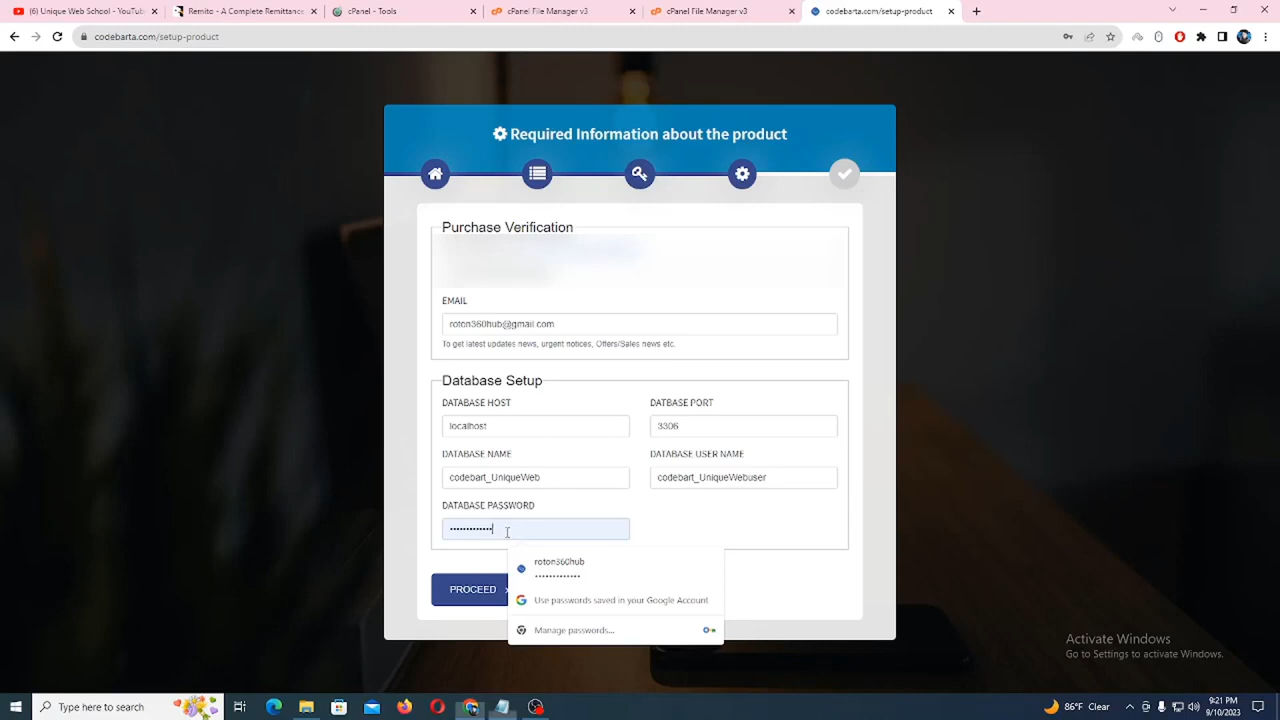 (6) Unique Web School - YouTub
Remito - A Complete Remittance
cPanel - Tools
cPanel File Manager v3
cPanel File Manager v3
codebarta.com/setup-product
codebarta.com/setup-product
Required Information about the product
Purchase Verification
EMAIL
roton360hub@gmail.com
To get latest updates news, urgent notices, Offers/Sales news etc.
Database Setup
DATABASE HOST
DATBASE PORT
localhost
3306
DATABASE NAME
DATABASE USER NAME
codebart_UniqueWeb
codebart_UniqueWebuser
DATABASE PASSWORD
•••••••••••••
roton360hub
•••••••••••••
PROCEED
Use passwords saved in your Google Account
Manage passwords...
Activate Windows
Go to Settings to activate Windows.
Type here to search
86°F Clear
9:21 PM
9/10/2023